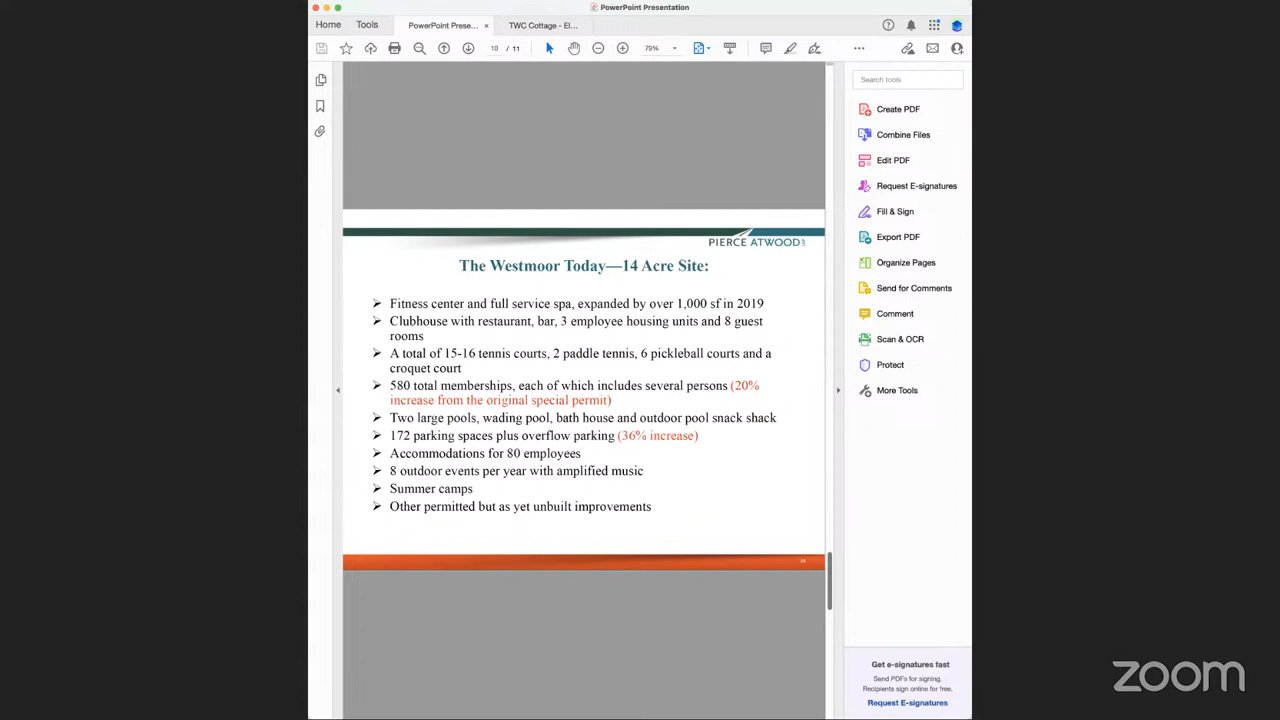 PowerPoint Presentation
Home
Tools
PowerPoint Prese...
TWC Cottage - El...
10 / 11
79%
Search tools
Create PDF
Combine Files
Edit PDF
Request E-signatures
Fill & Sign
Export PDF
Organize Pages
Send for Comments
Comment
Scan & OCR
Protect
More Tools
PIERCE ATWOOD LLP
The Westmoor Today—14 Acre Site:
Fitness center and full service spa, expanded by over 1,000 sf in 2019
Clubhouse with restaurant, bar, 3 employee housing units and 8 guest
rooms
A total of 15-16 tennis courts, 2 paddle tennis, 6 pickleball courts and a
croquet court
580 total memberships, each of which includes several persons (20%
increase from the original special permit)
Two large pools, wading pool, bath house and outdoor pool snack shack
172 parking spaces plus overflow parking (36% increase)
Accommodations for 80 employees
8 outdoor events per year with amplified music
Summer camps
Other permitted but as yet unbuilt improvements
10
Get e-signatures fast
Send PDFs for signing.
Recipients sign online for free.
Request E-signatures
zoom